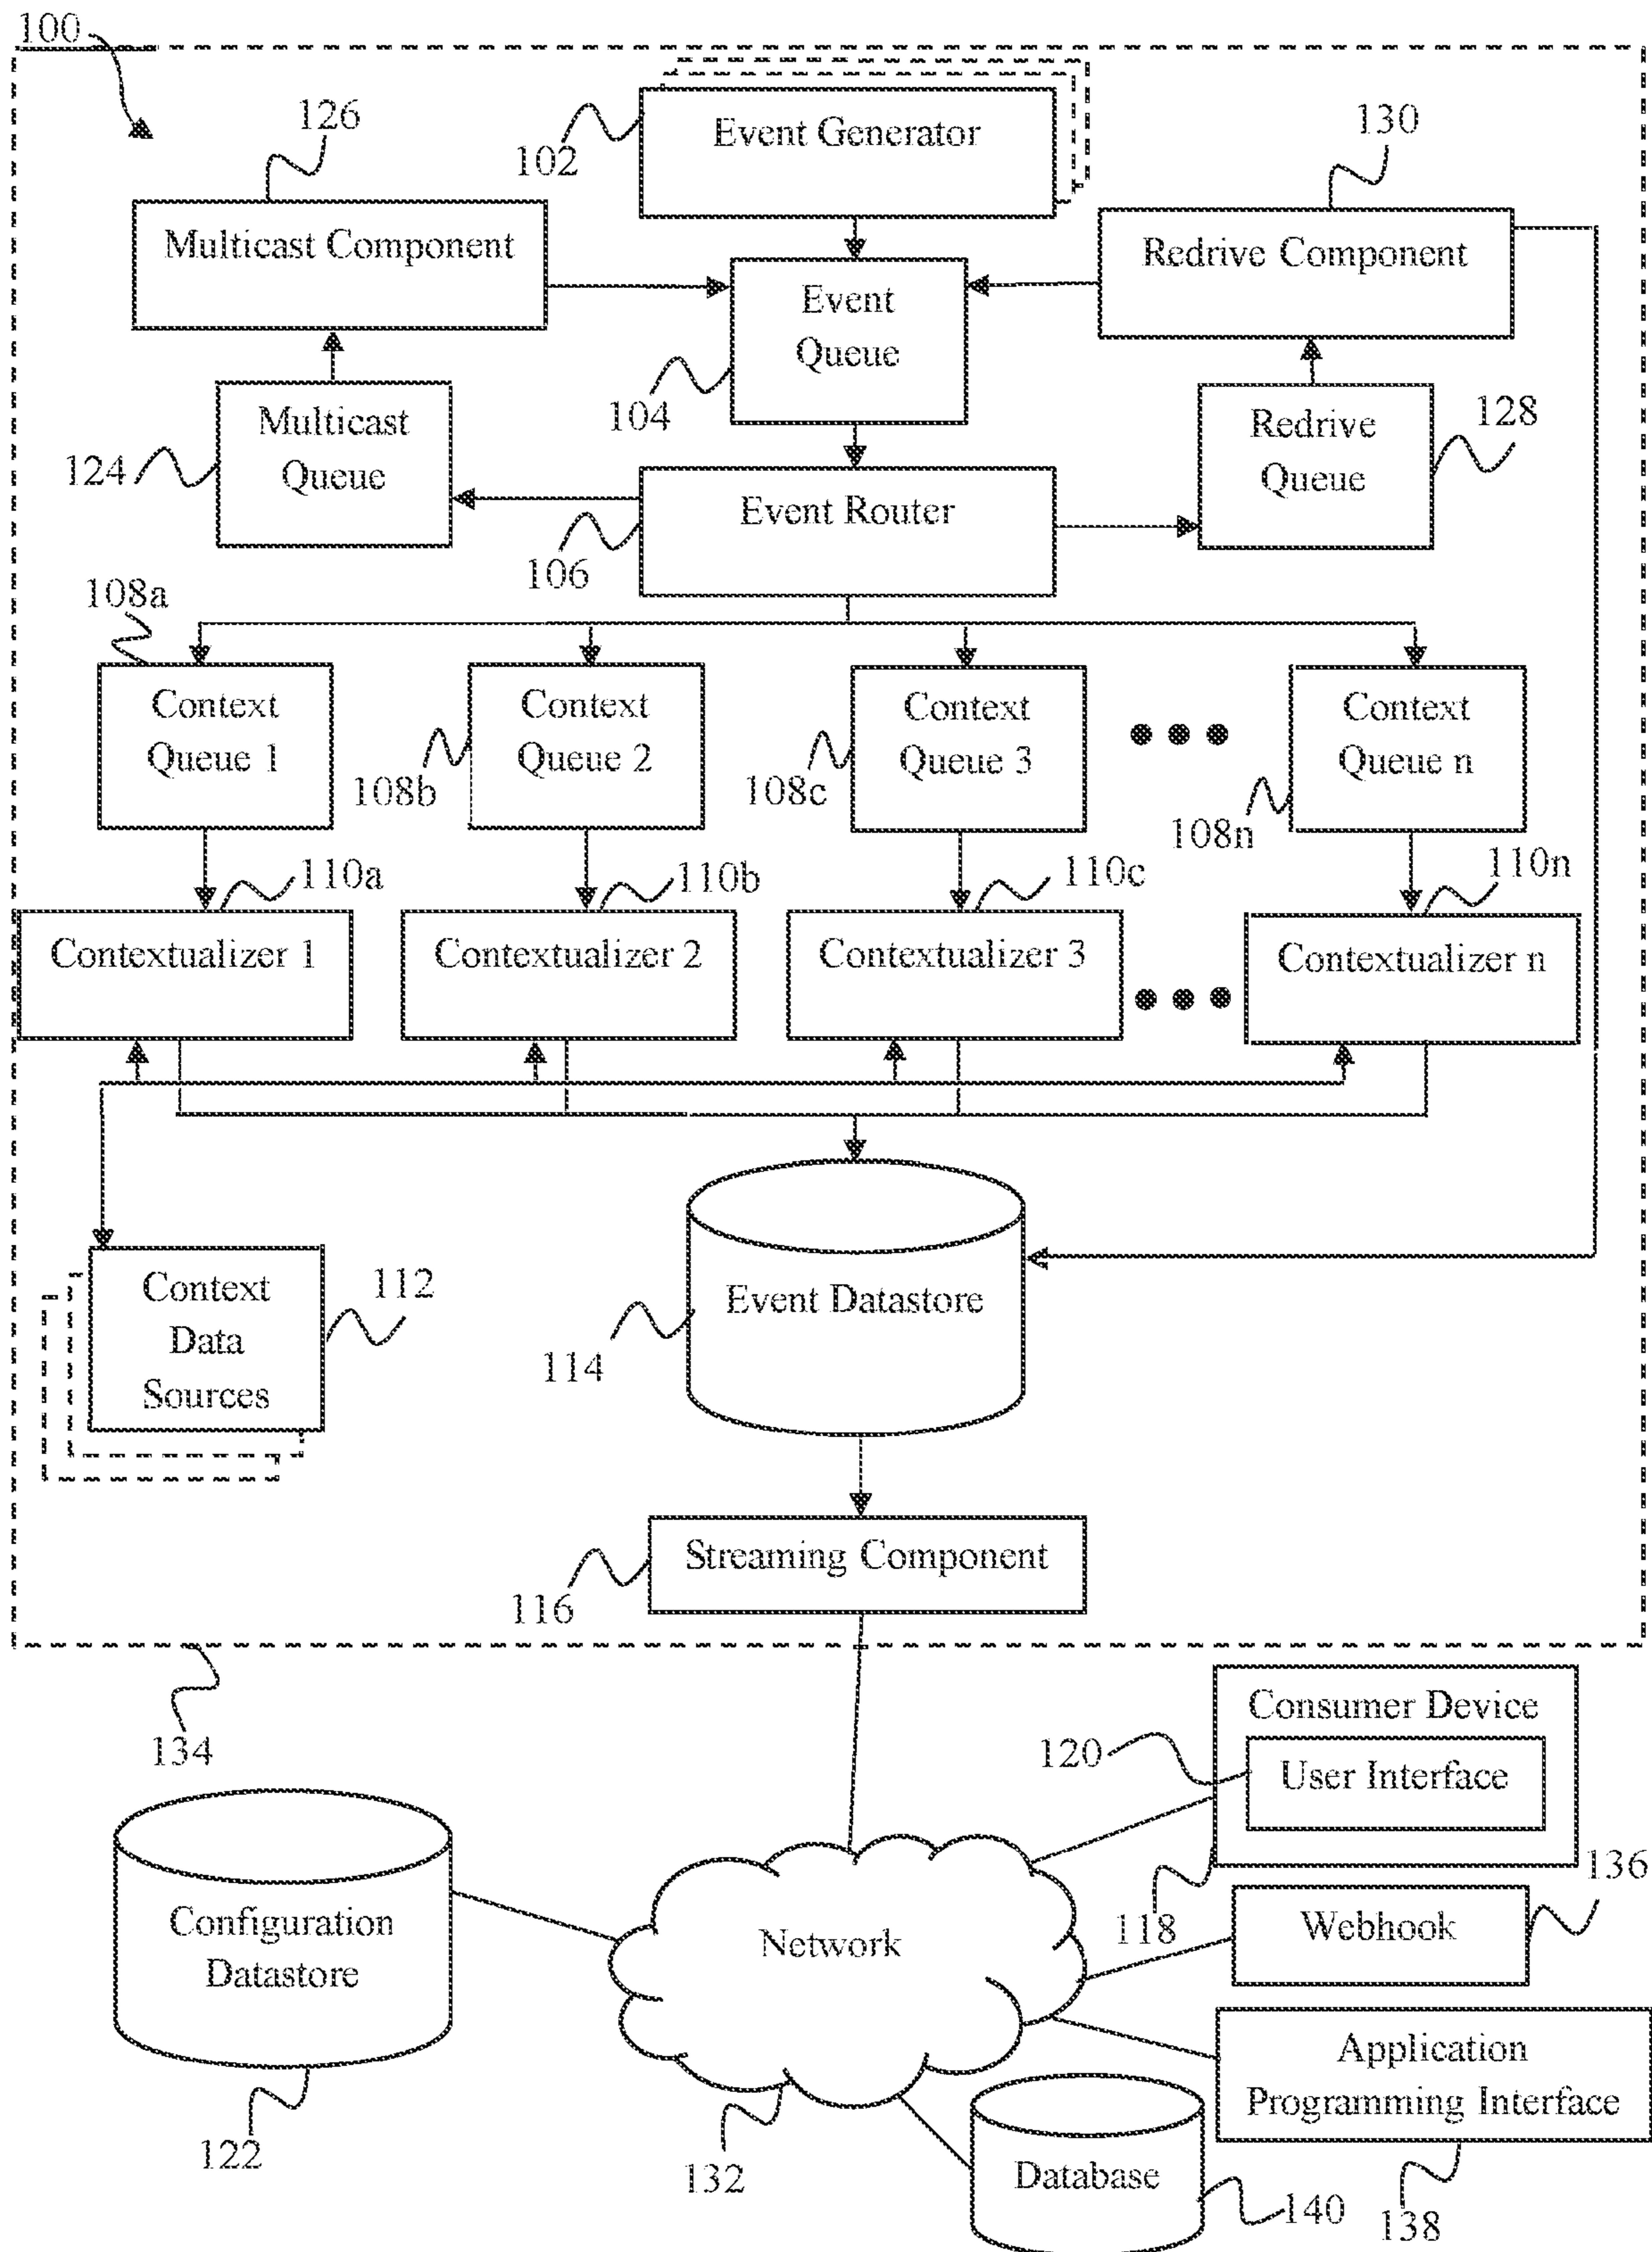 100
126
102
Event Generator
130
Multicast Component
Redrive Component
Event
Queue
104
Multicast
Queue
124
Redrive
Queue
128
Event Router
106
108a
Context
Queue 1
Context
Queue 2
108b
Context
Queue 3
108c
Context
Queue n
108n
110a
110b
110c
110n
Contextualizer 1
Contextualizer 2
Contextualizer 3
Contextualizer n
Context
Data
Sources
112
Event Datastore
114
Streaming Component
116
134
Consumer Device
120
User Interface
118
136
Webhook
Configuration
Datastore
122
Network
132
Application
Programming Interface
138
Database
140